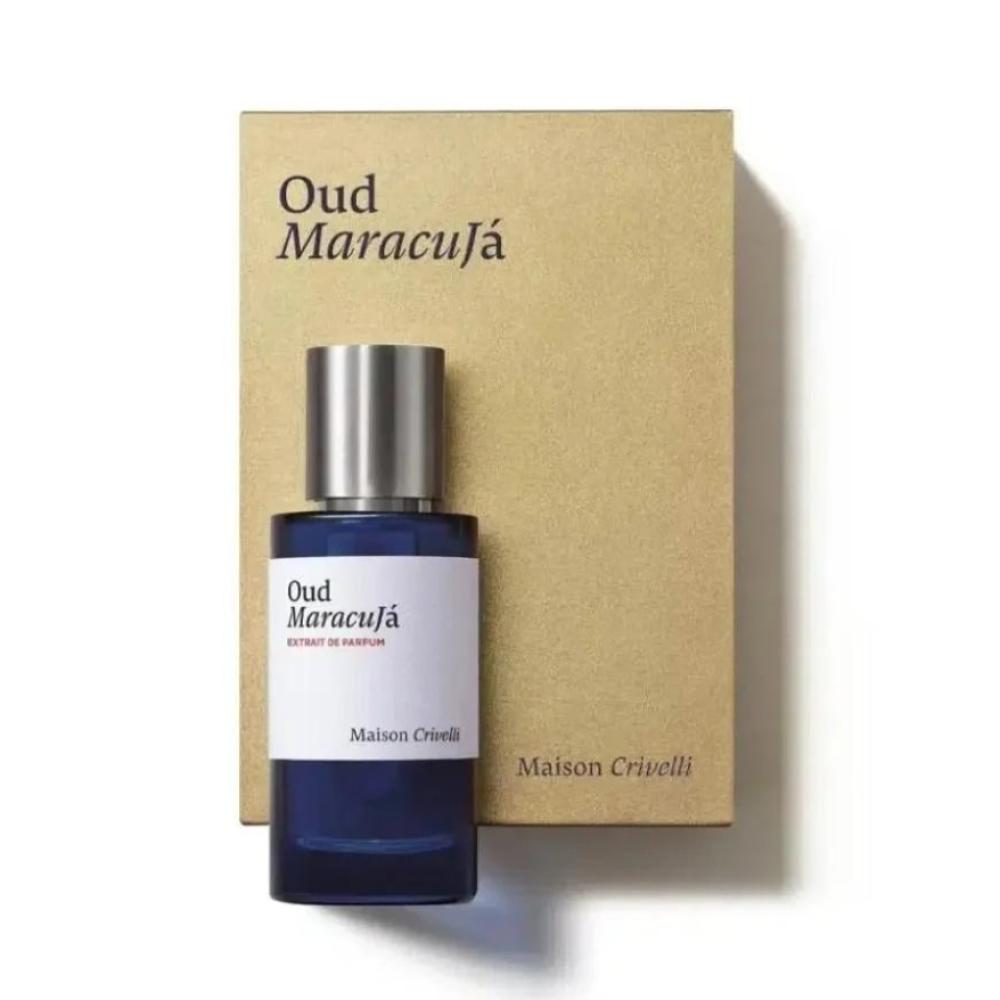 Oud
MaracuJá
Oud
MaracuJá
EXTRAIT DE PARFUM
Maison Crivelli
Maison Crivelli